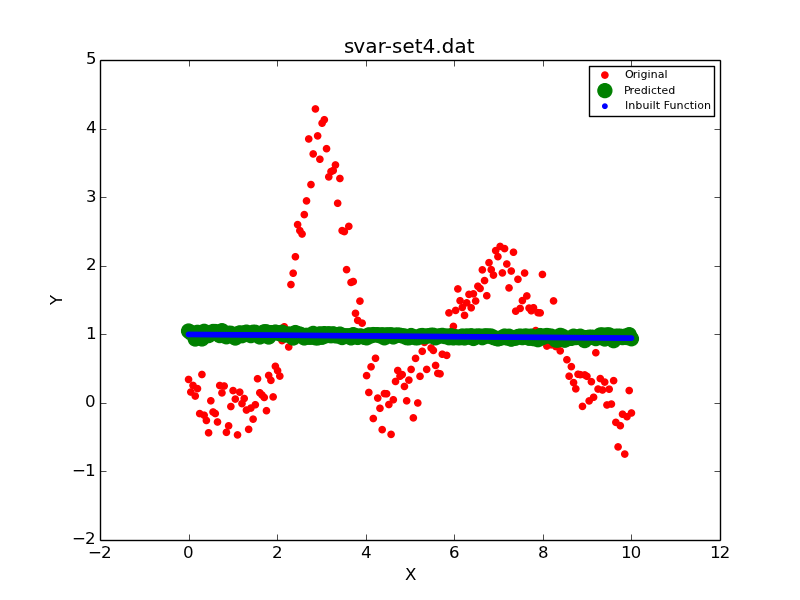 svar-set4.dat
Original
Predicted
Inbuilt Function
5
4
3
2
1
0
−1
−2
Y
−2 0 2 4 6 8 10 12
X